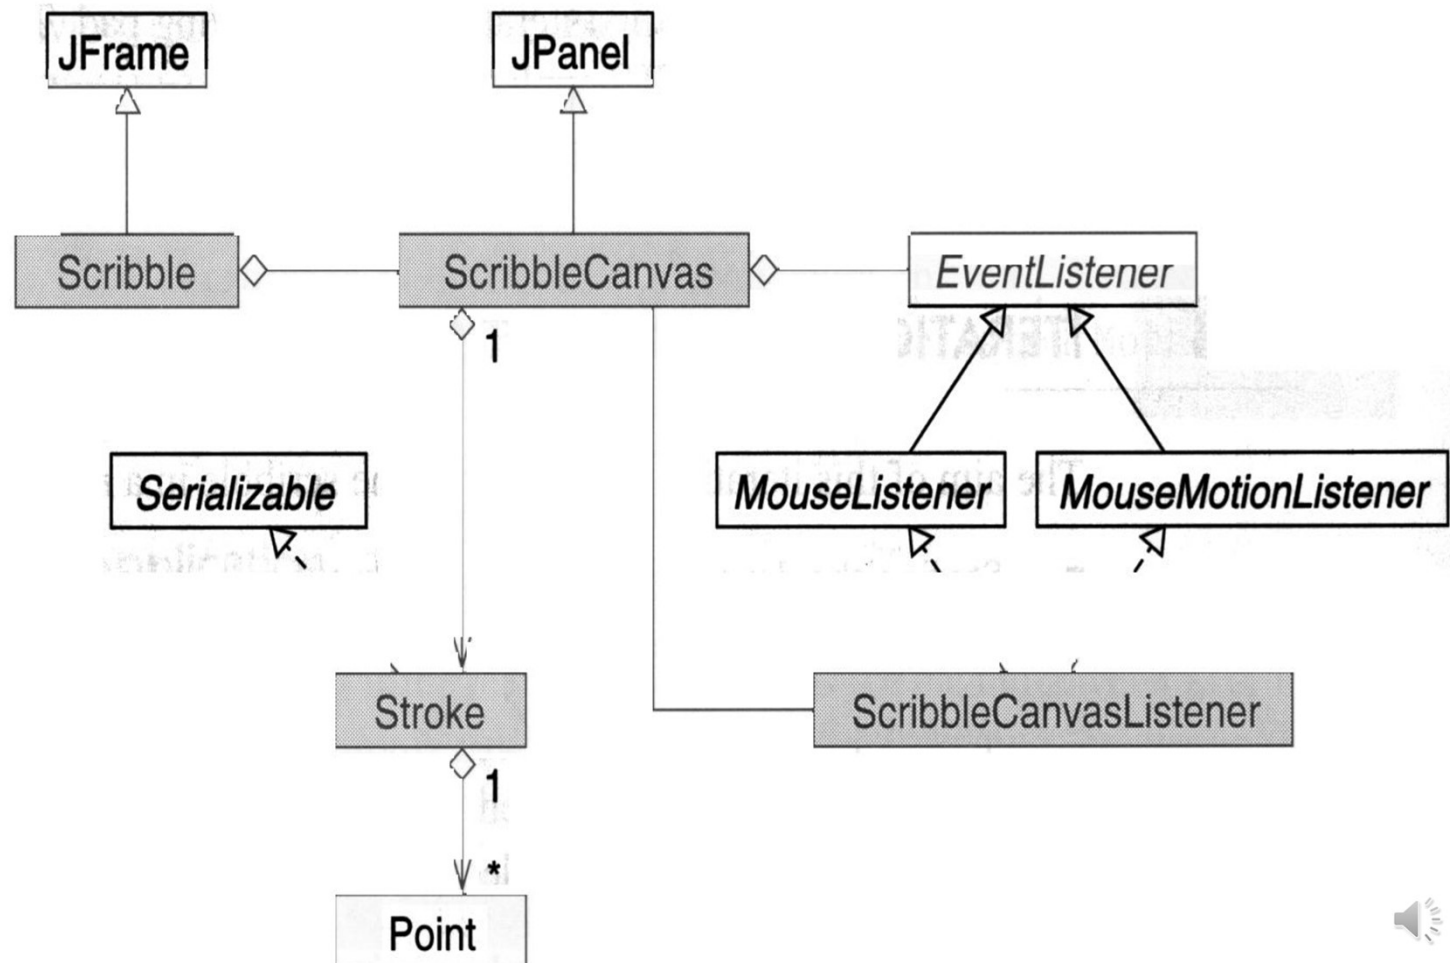 JFrame
JPanel
Scribble
ScribbleCanvas
EventListener
1
Serializable
MouseListener
MouseMotionListener
Stroke
ScribbleCanvasListener
1
*
Point